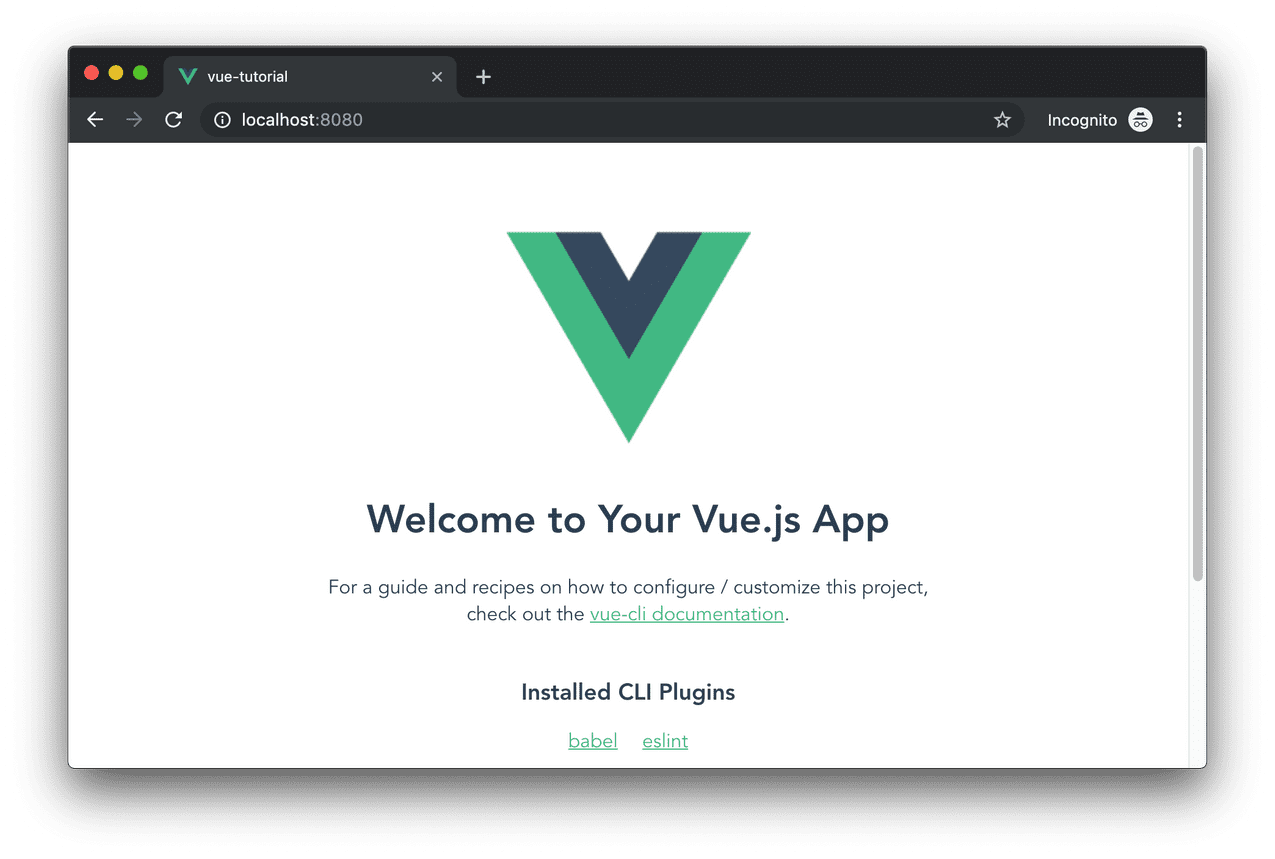 vue-tutorial
localhost:8080
Incognito
Welcome to Your Vue.js App
For a guide and recipes on how to configure / customize this project,
check out the vue-cli documentation.
Installed CLI Plugins
babel eslint